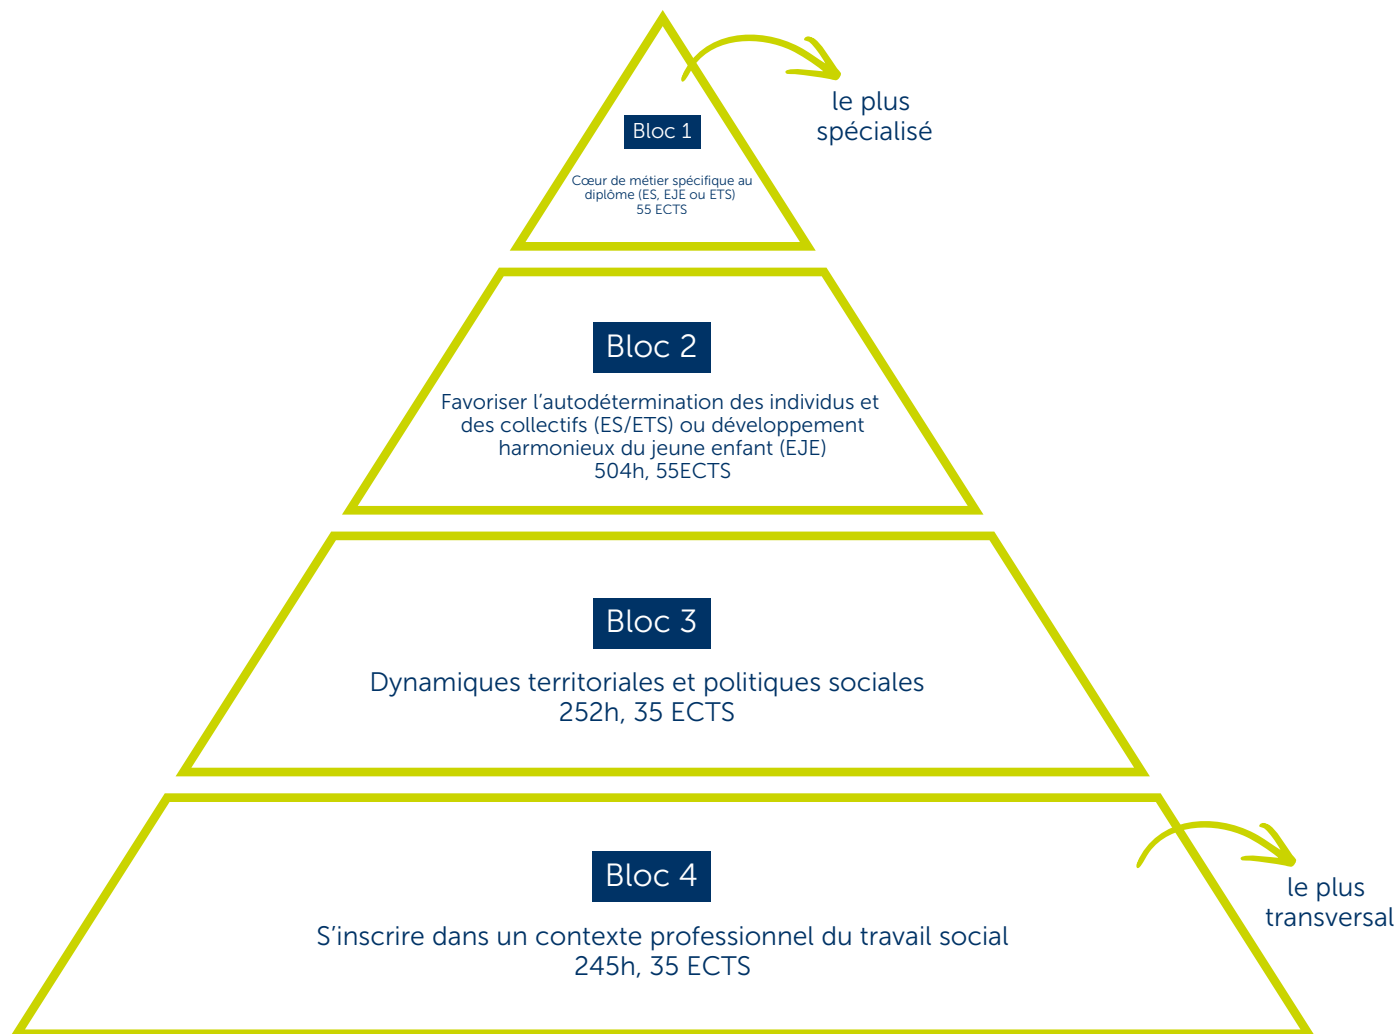 le plus
spécialisé
Bloc 1
Cœur de métier spécifique au
diplôme (ES, EJE ou ETS)
55 ECTS
Bloc 2
Favoriser l’autodétermination des individus et
des collectifs (ES/ETS) ou développement
harmonieux du jeune enfant (EJE)
504h, 55ECTS
Bloc 3
Dynamiques territoriales et politiques sociales
252h, 35 ECTS
Bloc 4
S’inscrire dans un contexte professionnel du travail social
245h, 35 ECTS
le plus
transversal